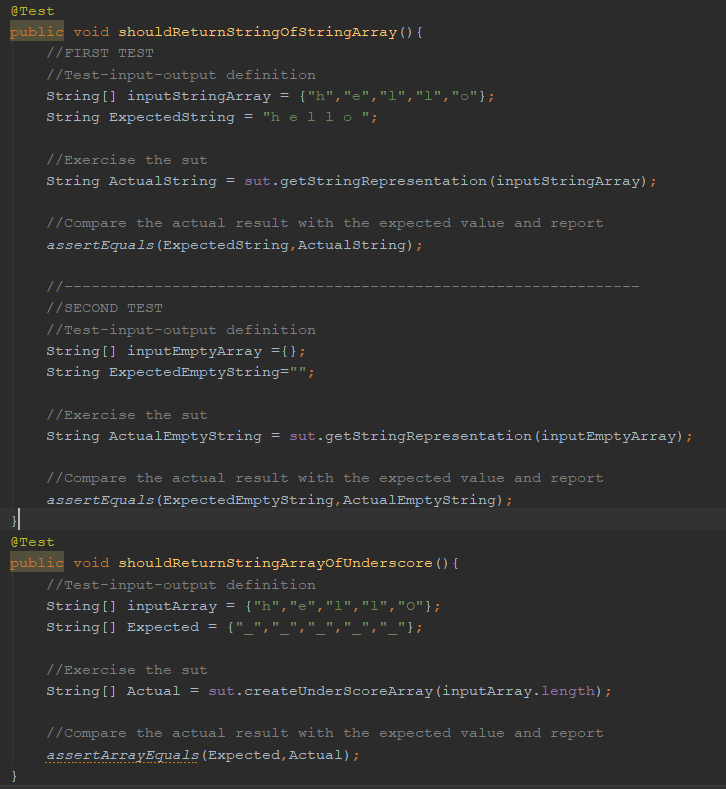 @Test
public void shouldReturnStringOfStringArray(){
//FIRST TEST
//Test-input-output definition
String[] inputStringArray = {"h","e","l","l","o"};
String ExpectedString = "h e l l o ";
//Exercise the sut
String ActualString = sut.getStringRepresentation(inputStringArray);
//Compare the actual result with the expected value and report
assertEquals(ExpectedString,ActualString);
//----------------------------------------------------------------
//SECOND TEST
//Test-input-output definition
String[] inputEmptyArray ={};
String ExpectedEmptyString="";
//Exercise the sut
String ActualEmptyString = sut.getStringRepresentation(inputEmptyArray);
//Compare the actual result with the expected value and report
assertEquals(ExpectedEmptyString,ActualEmptyString);
}
@Test
public void shouldReturnStringArrayOfUnderscore(){
//Test-input-output definition
String[] inputArray = {"h","e","l","l","O"};
String[] Expected = {"_","_","_","_","_"};
//Exercise the sut
String[] Actual = sut.createUnderScoreArray(inputArray.length);
//Compare the actual result with the expected value and report
assertArrayEquals(Expected,Actual);
}